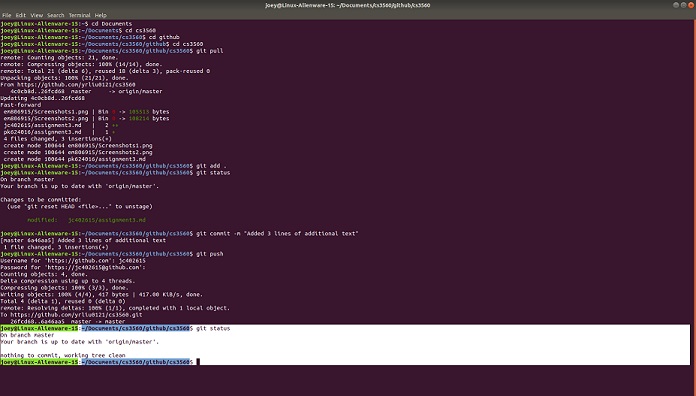 joey@Linux-Alienware-15: ~/Documents/cs3560/github/cs3560
File Edit View Search Terminal Help
joey@Linux-Alienware-15:~$ cd Documents
joey@Linux-Alienware-15:~/Documents$ cd cs3560
joey@Linux-Alienware-15:~/Documents/cs3560$ cd github
joey@Linux-Alienware-15:~/Documents/cs3560/github$ cd cs3560
joey@Linux-Alienware-15:~/Documents/cs3560/github/cs3560$ git pull
remote: Counting objects: 21, done.
remote: Compressing objects: 100% (14/14), done.
remote: Total 21 (delta 6), reused 18 (delta 3), pack-reused 0
Unpacking objects: 100% (21/21), done.
From https://github.com/yrliu0121/cs3560
4c0cb8d..26fcd68 master -> origin/master
Updating 4c0cb8d..26fcd68
Fast-forward
em806915/Screenshots1.png | Bin 0 -> 105513 bytes
em806915/Screenshots2.png | Bin 0 -> 108214 bytes
jc402615/assignment3.md | 2 ++
pk624016/assignment3.md | 1 +
4 files changed, 3 insertions(+)
create mode 100644 em806915/Screenshots1.png
create mode 100644 em806915/Screenshots2.png
create mode 100644 pk624016/assignment3.md
joey@Linux-Alienware-15:~/Documents/cs3560/github/cs3560$ git add .
joey@Linux-Alienware-15:~/Documents/cs3560/github/cs3560$ git status
On branch master
Your branch is up to date with 'origin/master'.
Changes to be committed:
(use "git reset HEAD <file>..." to unstage)
modified: jc402615/assignment3.md
joey@Linux-Alienware-15:~/Documents/cs3560/github/cs3560$ git commit -m "Added 3 lines of additional text"
[master 6a46aa5] Added 3 lines of additional text
1 file changed, 3 insertions(+)
joey@Linux-Alienware-15:~/Documents/cs3560/github/cs3560$ git push
Username for 'https://github.com': jc402615
Password for 'https://jc402615@github.com':
Counting objects: 4, done.
Delta compression using up to 4 threads.
Compressing objects: 100% (3/3), done.
Writing objects: 100% (4/4), 417 bytes | 417.00 KiB/s, done.
Total 4 (delta 1), reused 0 (delta 0)
remote: Resolving deltas: 100% (1/1), completed with 1 local object.
To https://github.com/yrliu0121/cs3560.git
26fcd68..6a46aa5 master -> master
joey@Linux-Alienware-15:~/Documents/cs3560/github/cs3560$ git status
On branch master
Your branch is up to date with 'origin/master'.
nothing to commit, working tree clean
joey@Linux-Alienware-15:~/Documents/cs3560/github/cs3560$